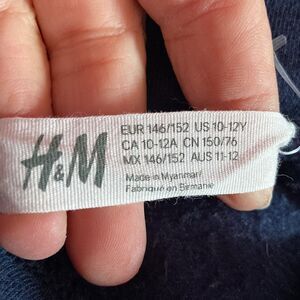 H&M
EUR 146/152 US 10-12Y
CA 10-12A CN 150/76
MX 146/152 AUS 11-12
Made in Myanmar/
Fabriqué en Birmanie